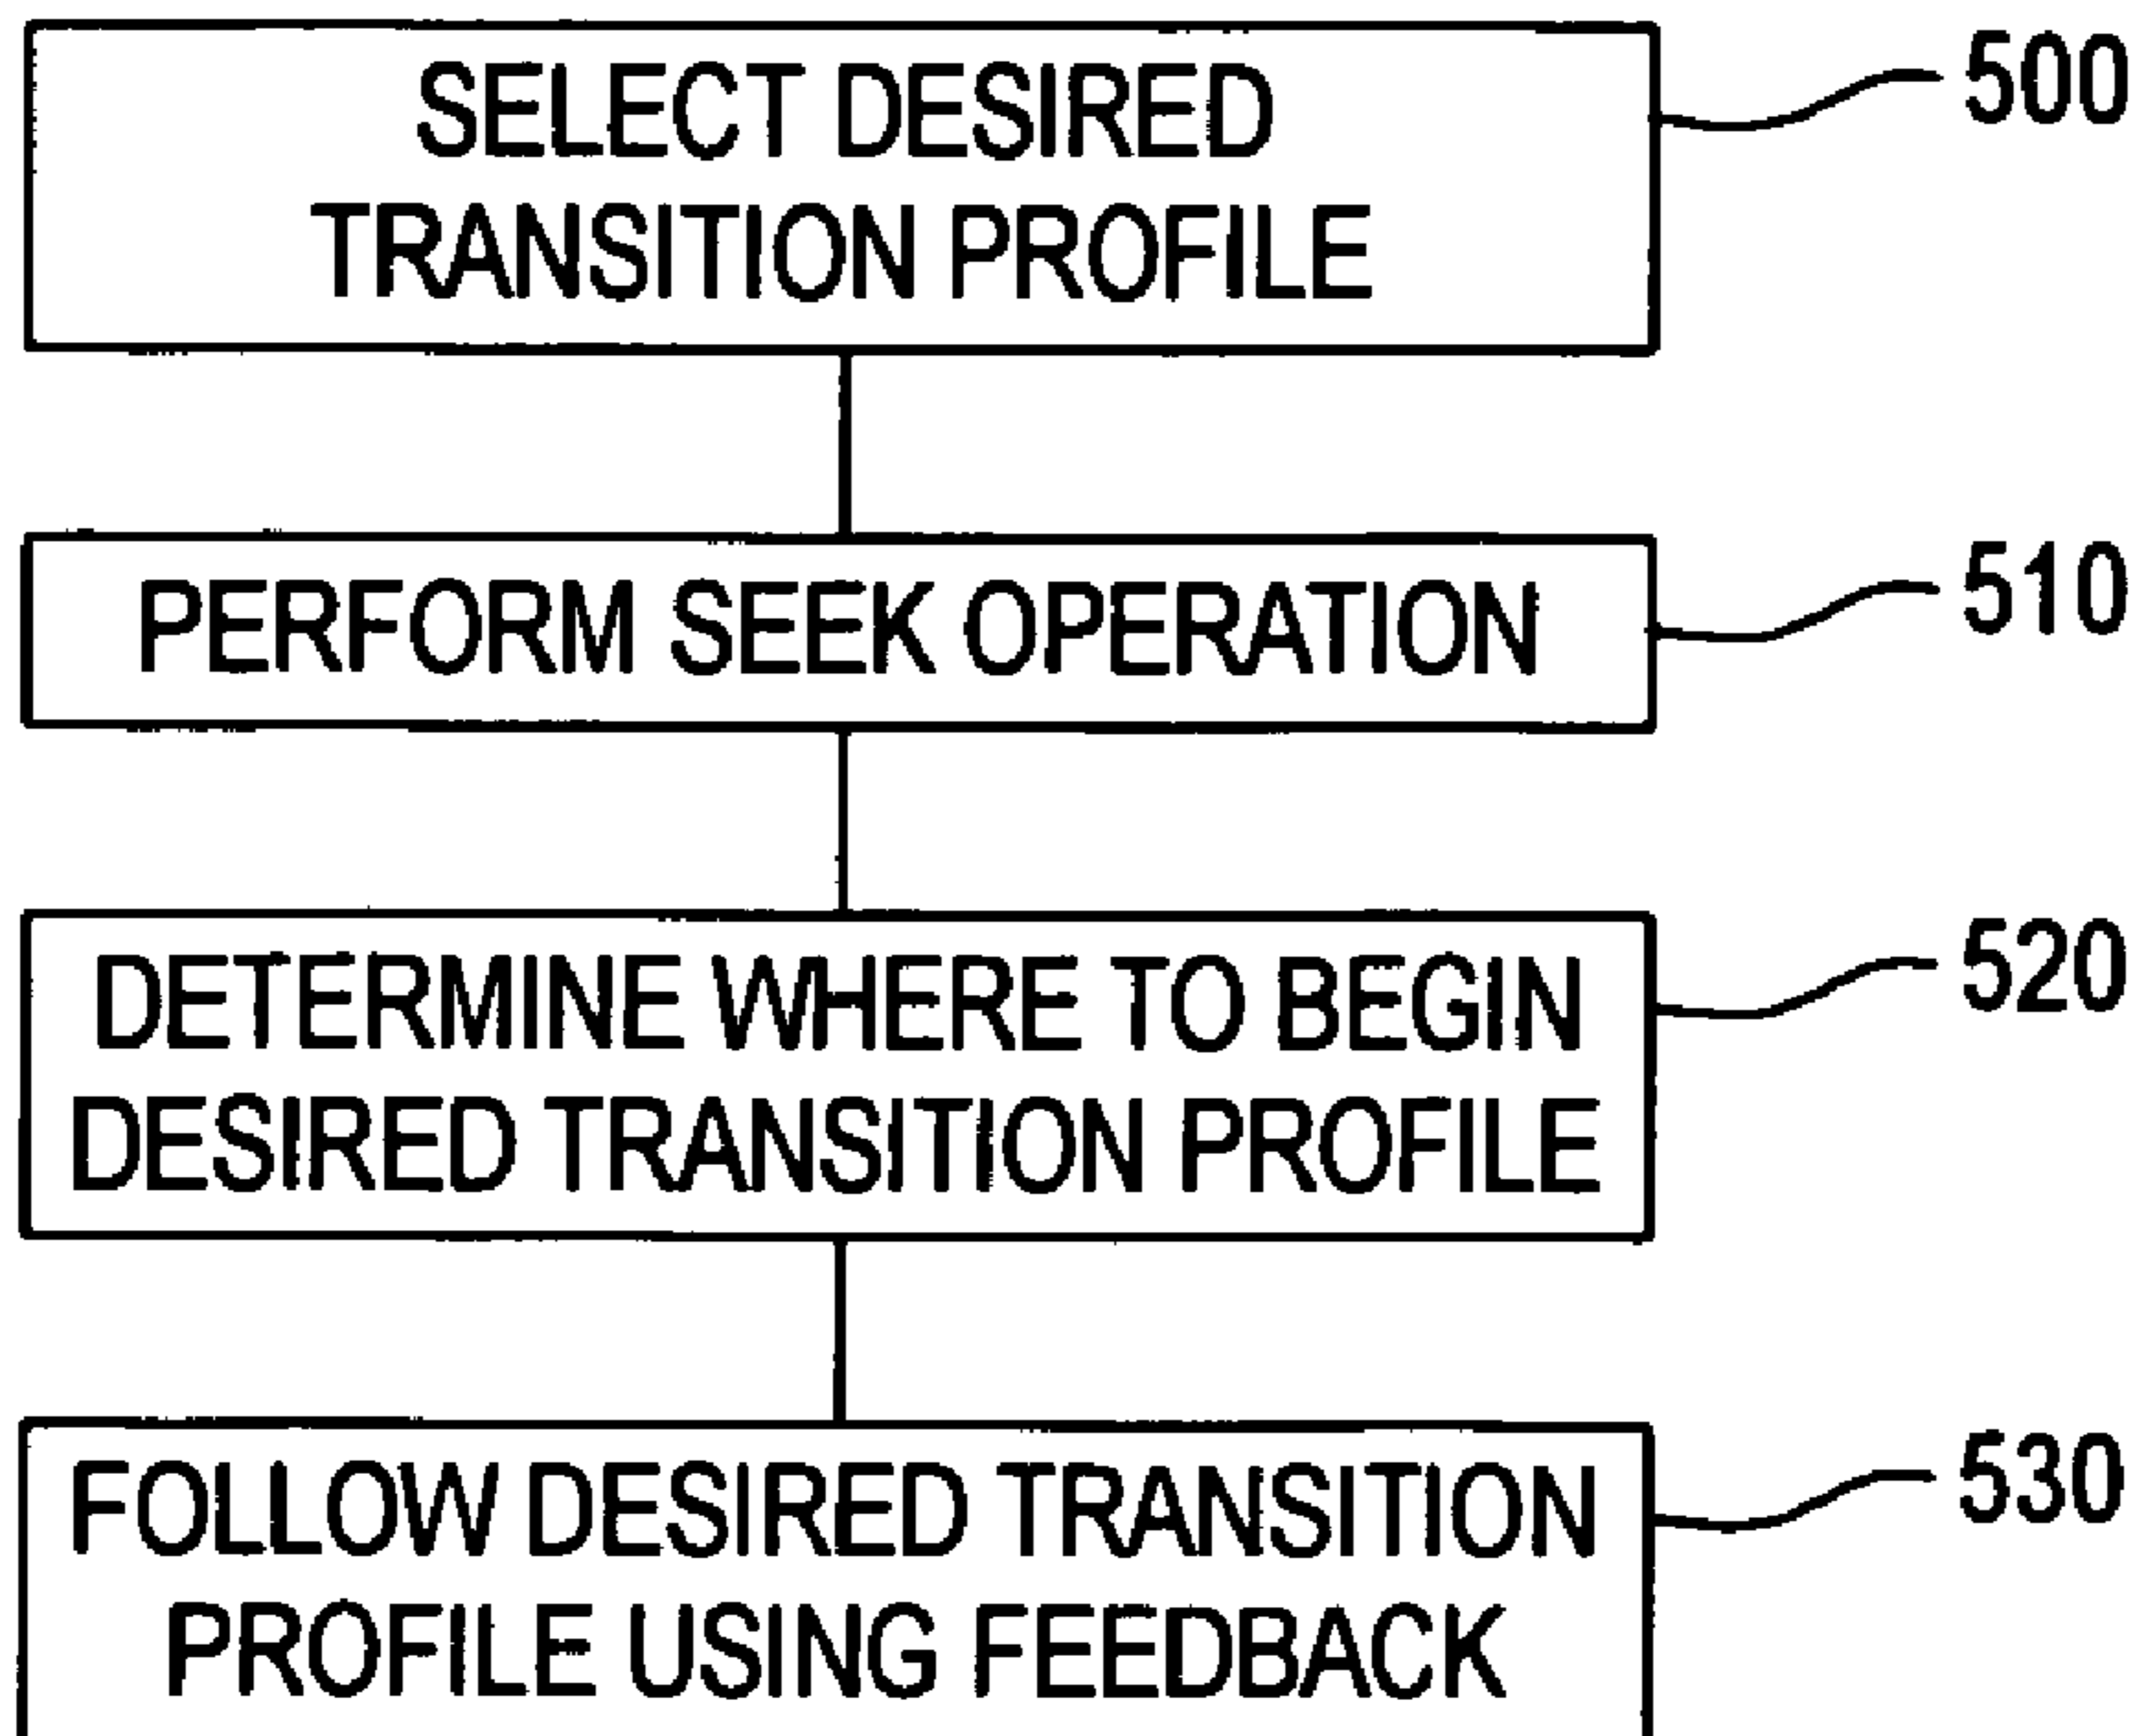 SELECT DESIRED
TRANSITION PROFILE
500
PERFORM SEEK OPERATION
510
DETERMINE WHERE TO BEGIN
DESIRED TRANSITION PROFILE
520
FOLLOW DESIRED TRANSITION
PROFILE USING FEEDBACK
530